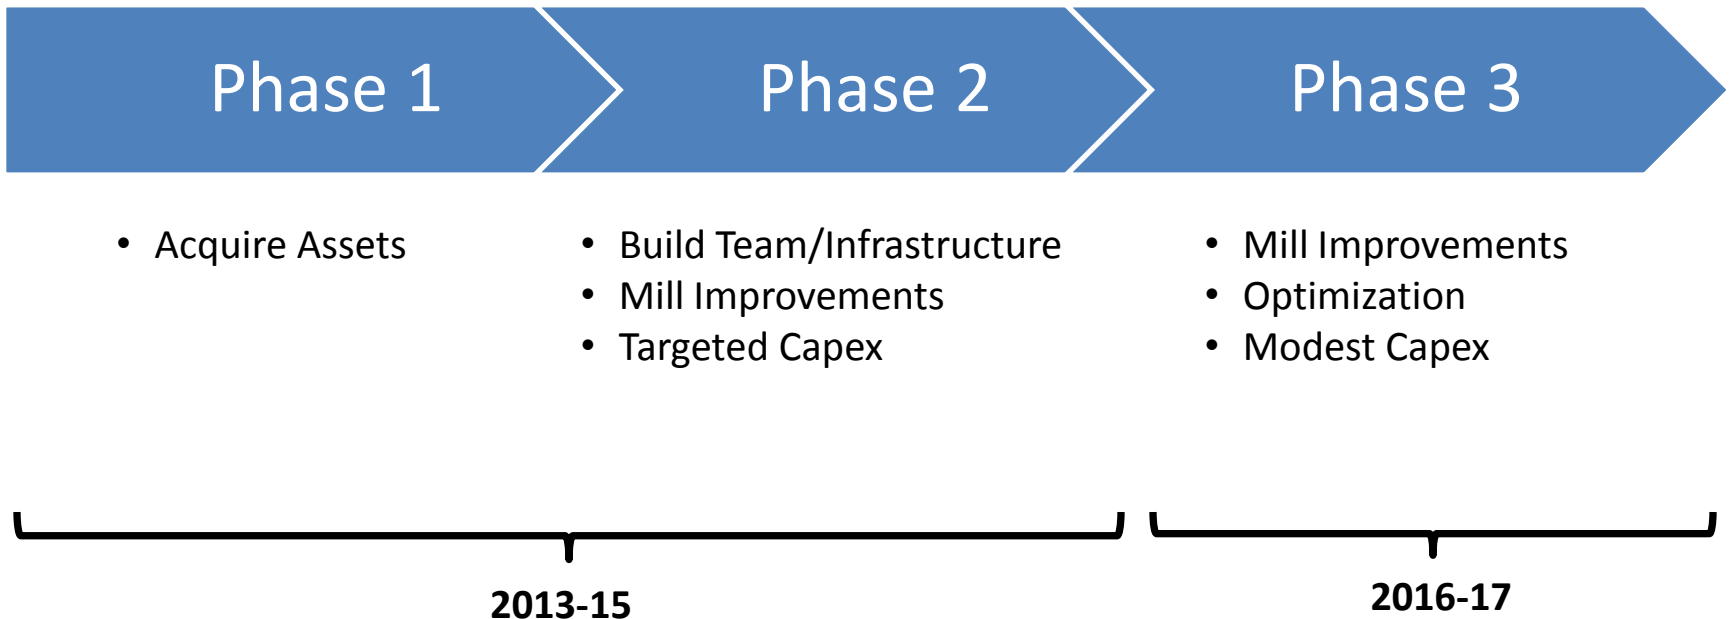 Phase 1
Phase 2
Phase 3
• Acquire Assets
• Build Team/Infrastructure
• Mill Improvements
• Targeted Capex
• Mill Improvements
• Optimization
• Modest Capex
2013-15
2016-17